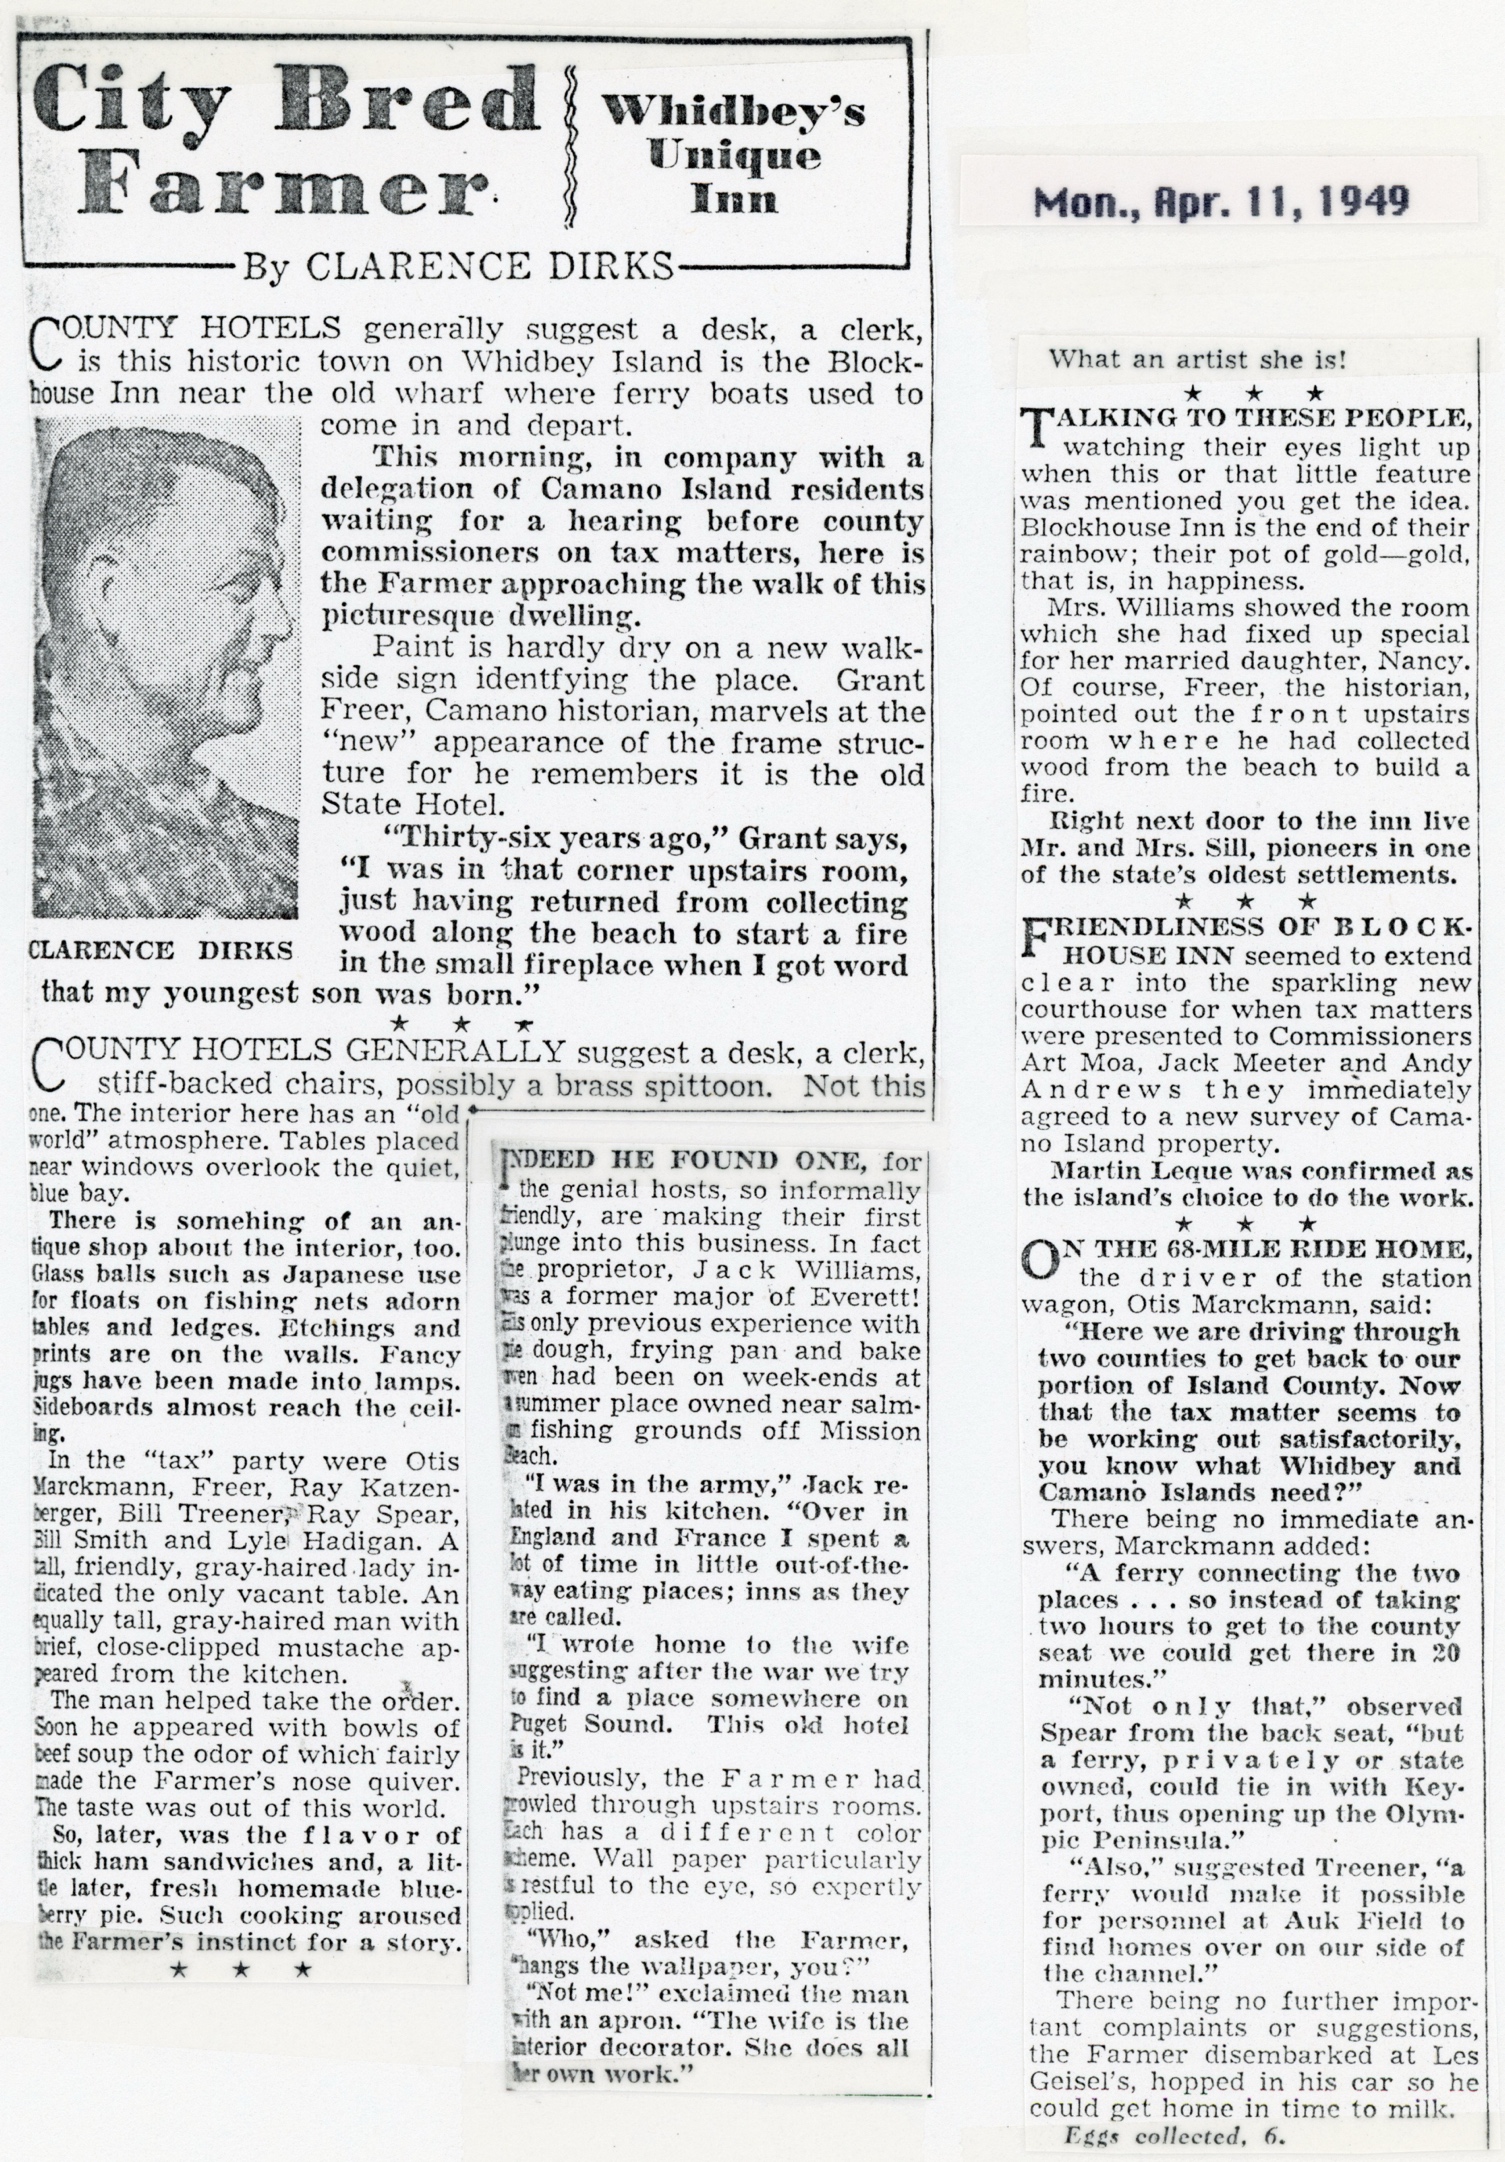 City Bred
Farmer
Whidbey's
Unique
Inn
By CLARENCE DIRKS
Mon., Apr. 11, 1949
COUNTY HOTELS generally suggest a desk, a clerk,
is this historic town on Whidbey Island is the Block-
house Inn near the old wharf where ferry boats used to
come in and depart.
This morning, in company with a
delegation of Camano Island residents
waiting for a hearing before county
commissioners on tax matters, here is
the Farmer approaching the walk of this
picturesque dwelling.
Paint is hardly dry on a new walk-
side sign identfying the place. Grant
Freer, Camano historian, marvels at the
"new" appearance of the frame struc-
ture for he remembers it is the old
State Hotel.
"Thirty-six years ago," Grant says,
"I was in that corner upstairs room,
just having returned from collecting
wood along the beach to start a fire
in the small fireplace when I got word
that my youngest son was born."
CLARENCE DIRKS
★ ★ ★
COUNTY HOTELS GENERALLY suggest a desk, a clerk,
stiff-backed chairs, possibly a brass spittoon. Not this
one. The interior here has an "old
world" atmosphere. Tables placed
near windows overlook the quiet,
blue bay.
There is somehing of an an-
tique shop about the interior, too.
Glass balls such as Japanese use
for floats on fishing nets adorn
tables and ledges. Etchings and
prints are on the walls. Fancy
jugs have been made into lamps.
Sideboards almost reach the ceil-
ing.
In the "tax" party were Otis
Marckmann, Freer, Ray Katzen-
berger, Bill Treener, Ray Spear,
Bill Smith and Lyle Hadigan. A
tall, friendly, gray-haired lady in-
dicated the only vacant table. An
equally tall, gray-haired man with
brief, close-clipped mustache ap-
peared from the kitchen.
The man helped take the order.
Soon he appeared with bowls of
beef soup the odor of which fairly
made the Farmer's nose quiver.
The taste was out of this world.
So, later, was the flavor of
thick ham sandwiches and, a lit-
tle later, fresh homemade blue-
berry pie. Such cooking aroused
the Farmer's instinct for a story.
★ ★ ★
INDEED HE FOUND ONE, for
the genial hosts, so informally
friendly, are making their first
plunge into this business. In fact
the proprietor, Jack Williams,
was a former major of Everett!
His only previous experience with
pie dough, frying pan and bake
oven had been on week-ends at
a summer place owned near salm-
on fishing grounds off Mission
Beach.
"I was in the army," Jack re-
lated in his kitchen. "Over in
England and France I spent a
lot of time in little out-of-the-
way eating places; inns as they
are called.
"I wrote home to the wife
suggesting after the war we try
to find a place somewhere on
Puget Sound. This old hotel
is it."
Previously, the Farmer had
prowled through upstairs rooms.
Each has a different color
scheme. Wall paper particularly
is restful to the eye, so expertly
applied.
"Who," asked the Farmer,
"hangs the wallpaper, you?"
"Not me!" exclaimed the man
with an apron. "The wife is the
interior decorator. She does all
her own work."
What an artist she is!
★ ★ ★
TALKING TO THESE PEOPLE,
watching their eyes light up
when this or that little feature
was mentioned you get the idea.
Blockhouse Inn is the end of their
rainbow; their pot of gold—gold,
that is, in happiness.
Mrs. Williams showed the room
which she had fixed up special
for her married daughter, Nancy.
Of course, Freer, the historian,
pointed out the front upstairs
room where he had collected
wood from the beach to build a
fire.
Right next door to the inn live
Mr. and Mrs. Sill, pioneers in one
of the state's oldest settlements.
★ ★ ★
FRIENDLINESS OF BLOCK-
HOUSE INN seemed to extend
clear into the sparkling new
courthouse for when tax matters
were presented to Commissioners
Art Moa, Jack Meeter and Andy
Andrews they immediately
agreed to a new survey of Cama-
no Island property.
Martin Leque was confirmed as
the island's choice to do the work.
★ ★ ★
ON THE 68-MILE RIDE HOME,
the driver of the station
wagon, Otis Marckmann, said:
"Here we are driving through
two counties to get back to our
portion of Island County. Now
that the tax matter seems to
be working out satisfactorily,
you know what Whidbey and
Camano Islands need?"
There being no immediate an-
swers, Marckmann added:
"A ferry connecting the two
places . . . so instead of taking
two hours to get to the county
seat we could get there in 20
minutes."
"Not only that," observed
Spear from the back seat, "but
a ferry, privately or state
owned, could tie in with Key-
port, thus opening up the Olym-
pic Peninsula."
"Also," suggested Treener, "a
ferry would make it possible
for personnel at Auk Field to
find homes over on our side of
the channel."
There being no further impor-
tant complaints or suggestions,
the Farmer disembarked at Les
Geisel's, hopped in his car so he
could get home in time to milk.
Eggs collected, 6.